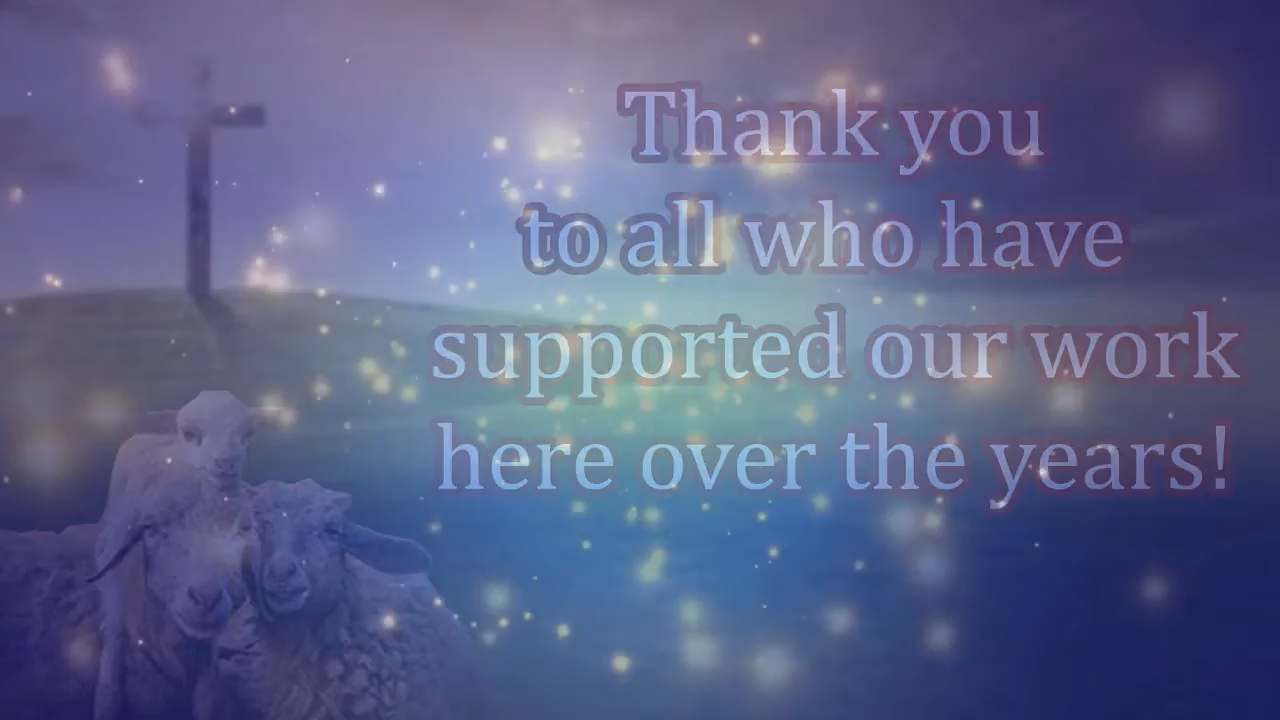 Thank you
to all who have
supported our work
here over the years!